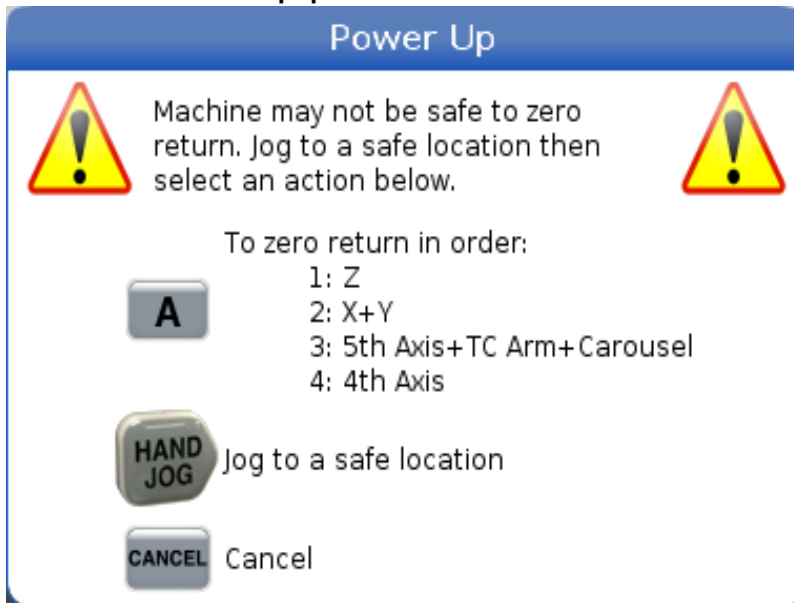 Power Up
Machine may not be safe to zero
return. Jog to a safe location then
select an action below.
To zero return in order:
1: Z
A
2: X+Y
3: 5th Axis+TC Arm+Carousel
4: 4th Axis
HAND
JOG
Jog to a safe location
CANCEL Cancel